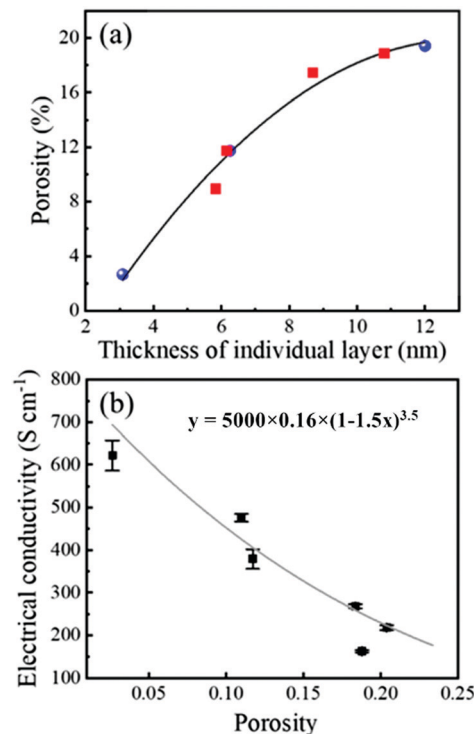 (a)
Porosity (%)
20
16
12
8
4
0
2 4 6 8 10 12
Thickness of individual layer (nm)
(b)
y = 5000×0.16×(1-1.5x)^3.5
Electrical conductivity (S cm⁻¹)
800
700
600
500
400
300
200
100
0.05 0.10 0.15 0.20 0.25
Porosity